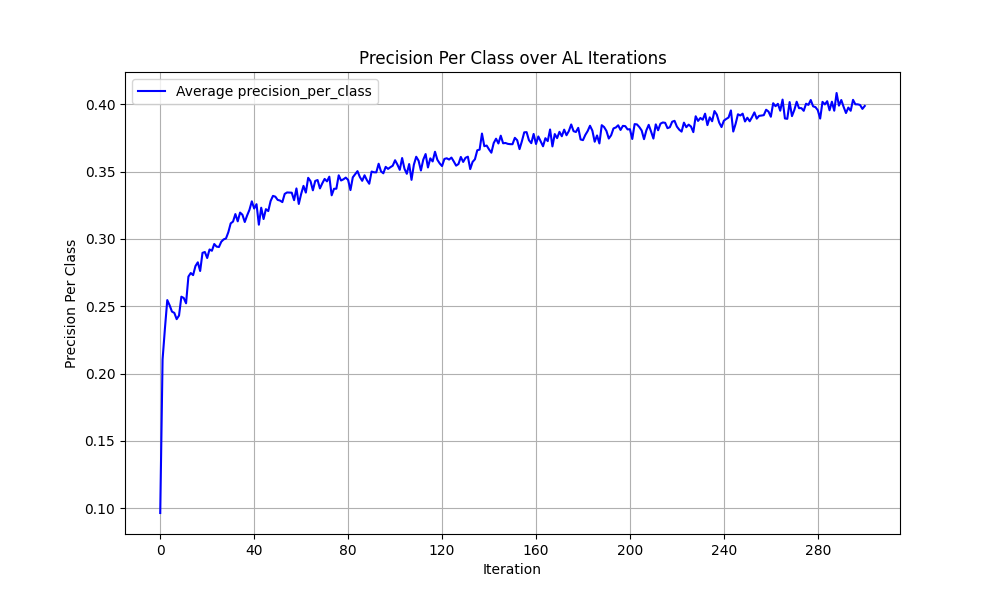 Precision Per Class over AL Iterations
Average precision_per_class
Precision Per Class
0.40
0.35
0.30
0.25
0.20
0.15
0.10
0 40 80 120 160 200 240 280
Iteration